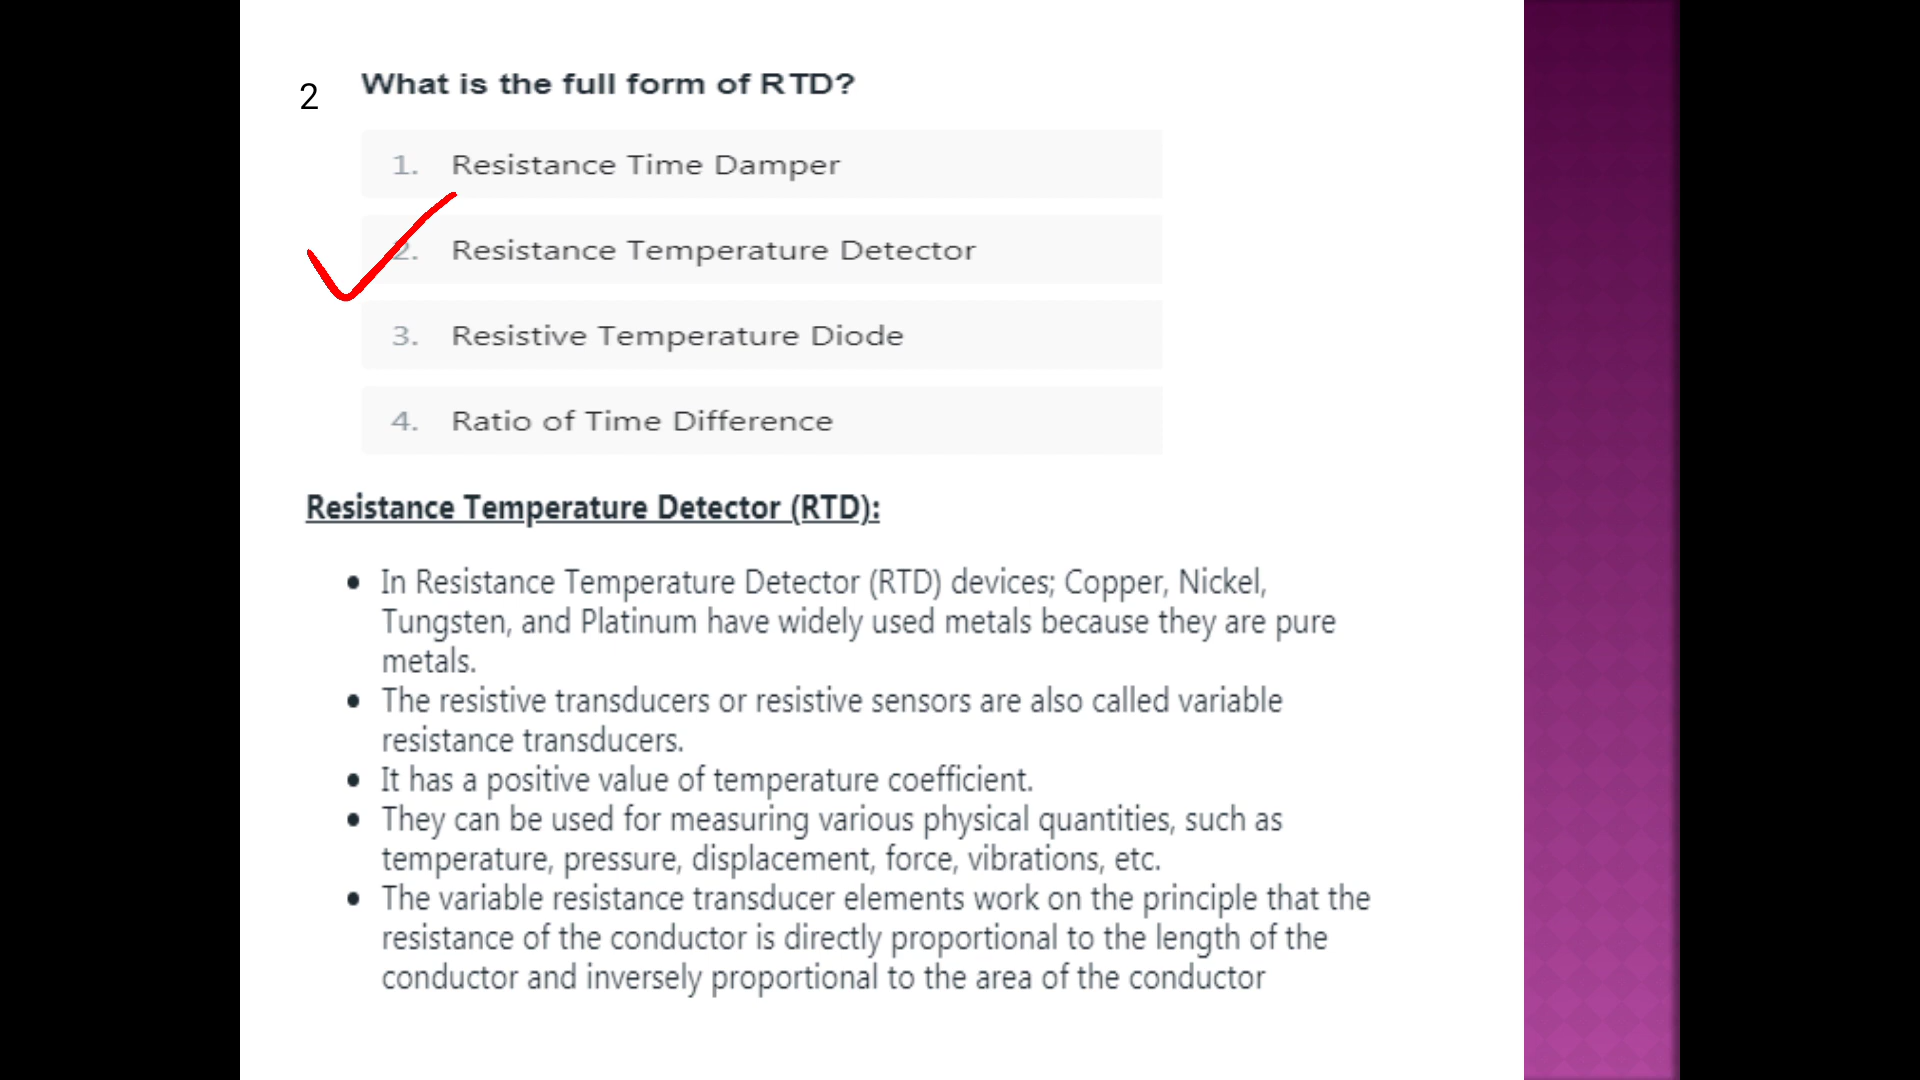 2 What is the full form of RTD?
1. Resistance Time Damper
2. Resistance Temperature Detector
3. Resistive Temperature Diode
4. Ratio of Time Difference
Resistance Temperature Detector (RTD):
• In Resistance Temperature Detector (RTD) devices; Copper, Nickel,
Tungsten, and Platinum have widely used metals because they are pure
metals.
• The resistive transducers or resistive sensors are also called variable
resistance transducers.
• It has a positive value of temperature coefficient.
• They can be used for measuring various physical quantities, such as
temperature, pressure, displacement, force, vibrations, etc.
• The variable resistance transducer elements work on the principle that the
resistance of the conductor is directly proportional to the length of the
conductor and inversely proportional to the area of the conductor